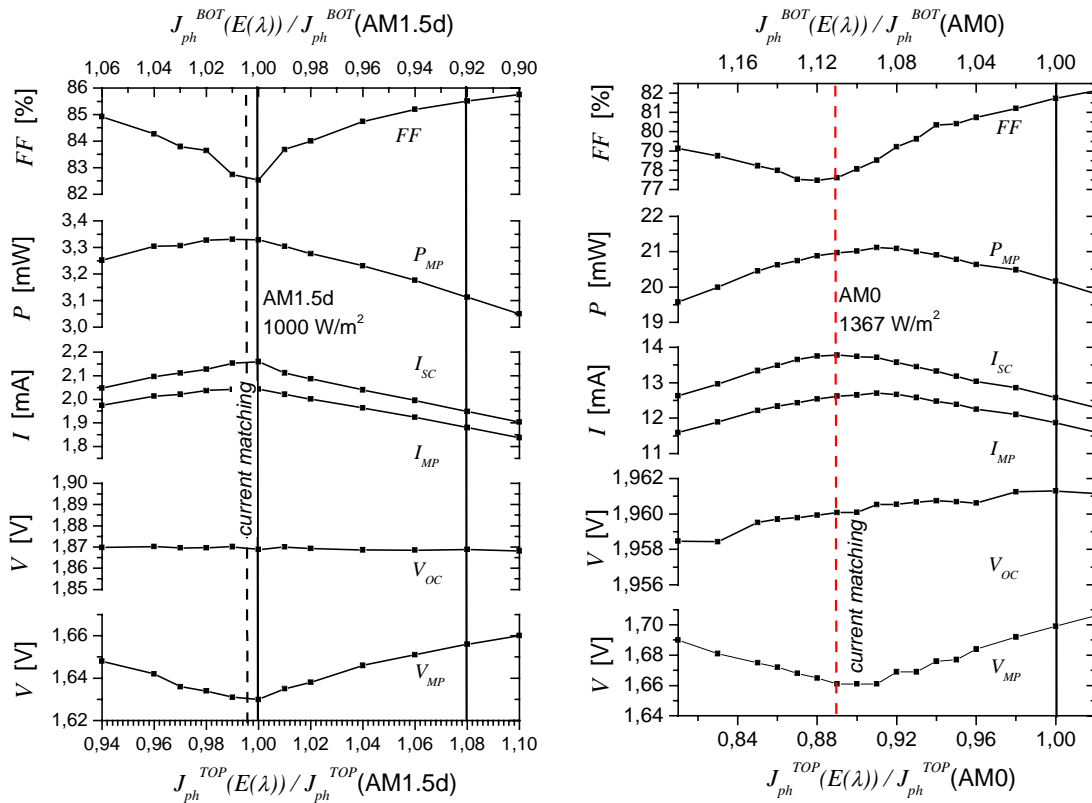 J_ph^BOT(E(λ)) / J_ph^BOT(AM1.5d)
1,06 1,04 1,02 1,00 0,98 0,96 0,94 0,92 0,90
FF [%]
86
85
84
83
82
FF
P [mW]
3,4
3,3
3,2
3,1
3,0
P_MP
AM1.5d
1000 W/m²
I [mA]
2,2
2,1
2,0
1,9
1,8
I_SC
I_MP
current matching
V [V]
1,90
1,89
1,88
1,87
1,86
1,85
V_OC
V [V]
1,66
1,64
1,62
V_MP
0,94 0,96 0,98 1,00 1,02 1,04 1,06 1,08 1,10
J_ph^TOP(E(λ)) / J_ph^TOP(AM1.5d)
J_ph^BOT(E(λ)) / J_ph^BOT(AM0)
1,16 1,12 1,08 1,04 1,00
FF [%]
82
81
80
79
78
77
FF
P [mW]
22
21
20
19
P_MP
AM0
1367 W/m²
I [mA]
14
13
12
11
I_SC
I_MP
V [V]
1,962
1,960
1,958
1,956
V_OC
current matching
V [V]
1,70
1,68
1,66
1,64
V_MP
0,84 0,88 0,92 0,96 1,00
J_ph^TOP(E(λ)) / J_ph^TOP(AM0)